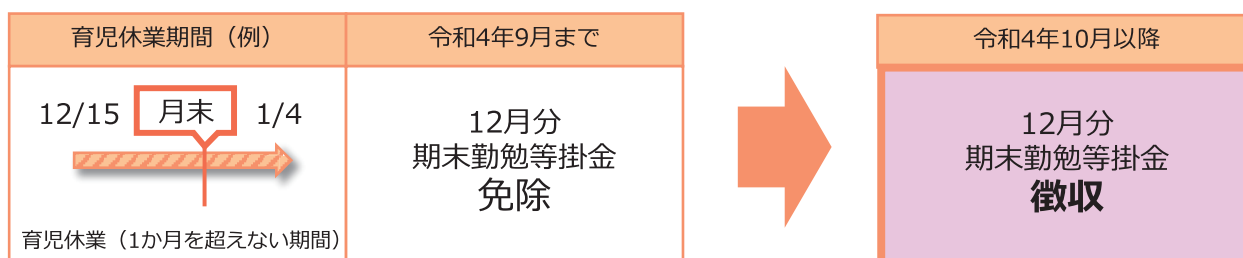 育児休業期間（例）
令和4年9月まで
令和4年10月以降
12/15
月末
1/4
育児休業（1か月を超えない期間）
12月分
期末勤勉等掛金
免除
12月分
期末勤勉等掛金
徴収